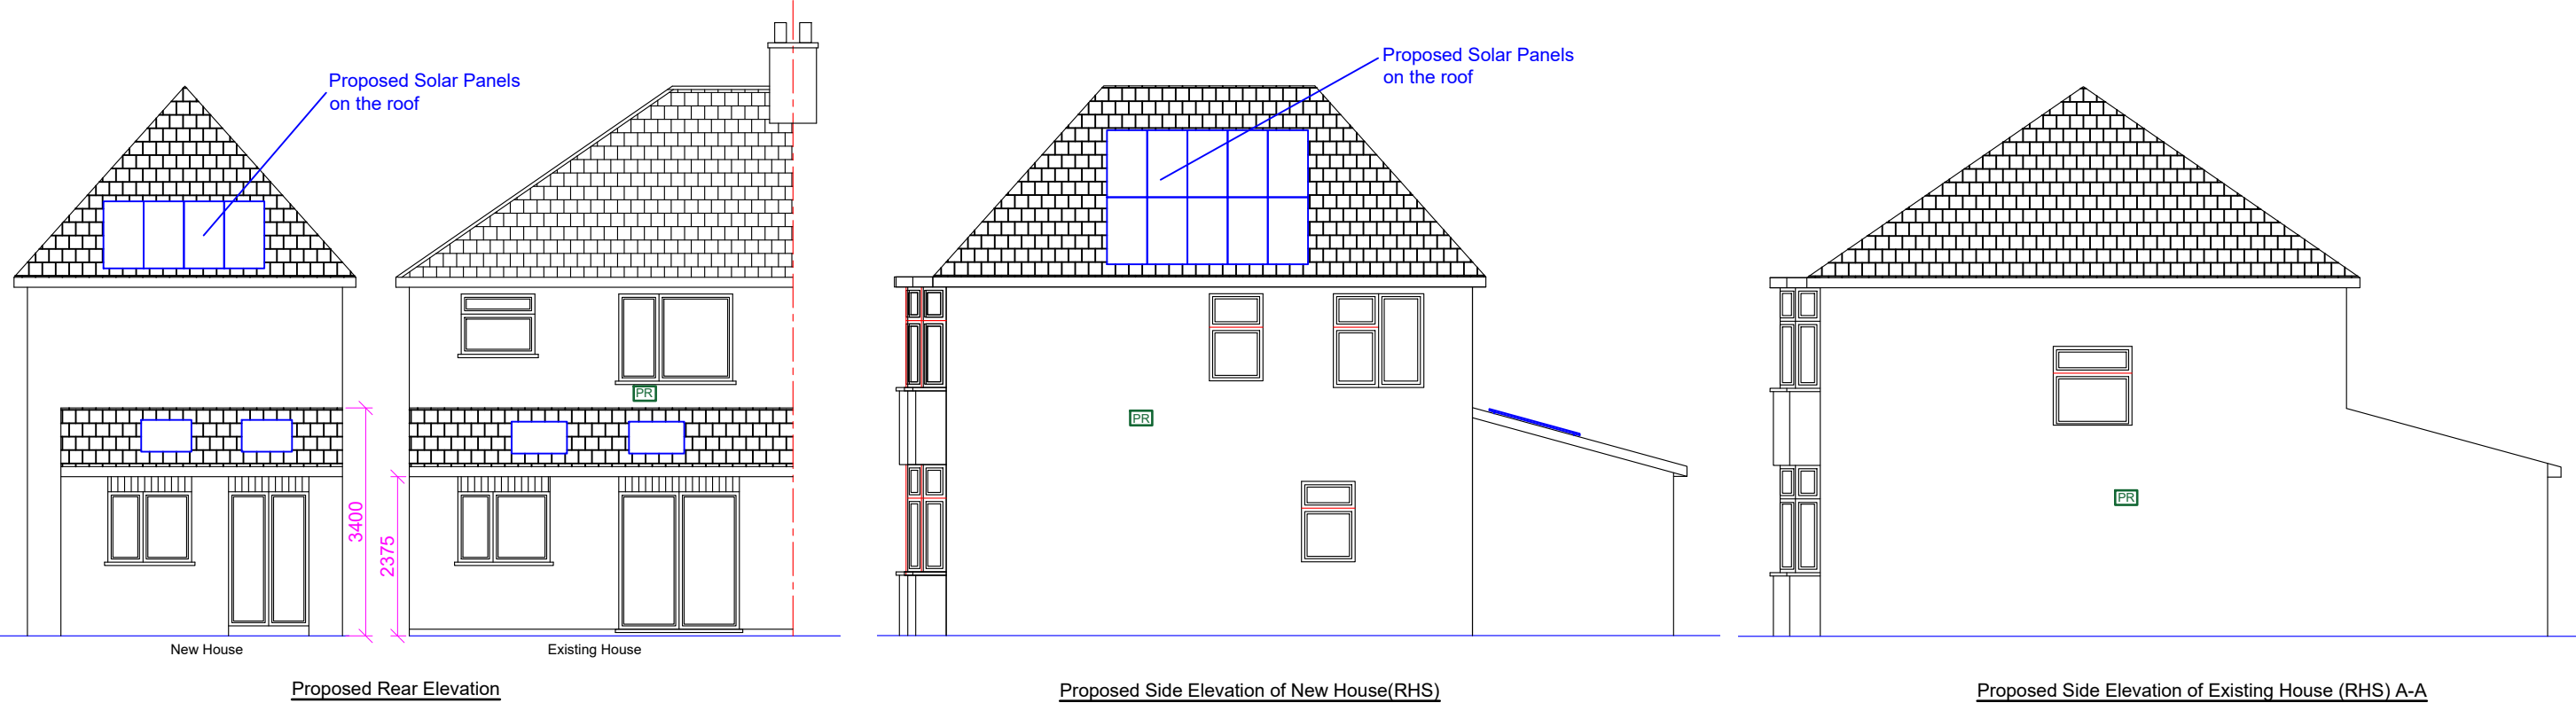 Proposed Solar Panels
on the roof
PR
3400
2375
New House
Existing House
Proposed Rear Elevation
Proposed Solar Panels
on the roof
PR
Proposed Side Elevation of New House(RHS)
PR
Proposed Side Elevation of Existing House (RHS) A-A